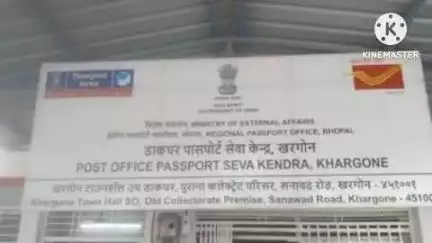 KINEMASTER
Passport
Seva
विदेश मंत्रालय, MINISTRY OF EXTERNAL AFFAIRS
REGIONAL PASSPORT OFFICE, BHOPAL
डाकघर पासपोर्ट सेवा केन्द्र, खरगोन
POST OFFICE PASSPORT SEVA KENDRA, KHARGONE
खरगोन टाउनहॉल उप डाकघर, पुराना कलेक्ट्रेट परिसर, सनावद रोड, खरगोन - ४५१००१
Khargone Town Hall SO, Old Collectorate Premise, Sanawad Road, Khargone - 45100